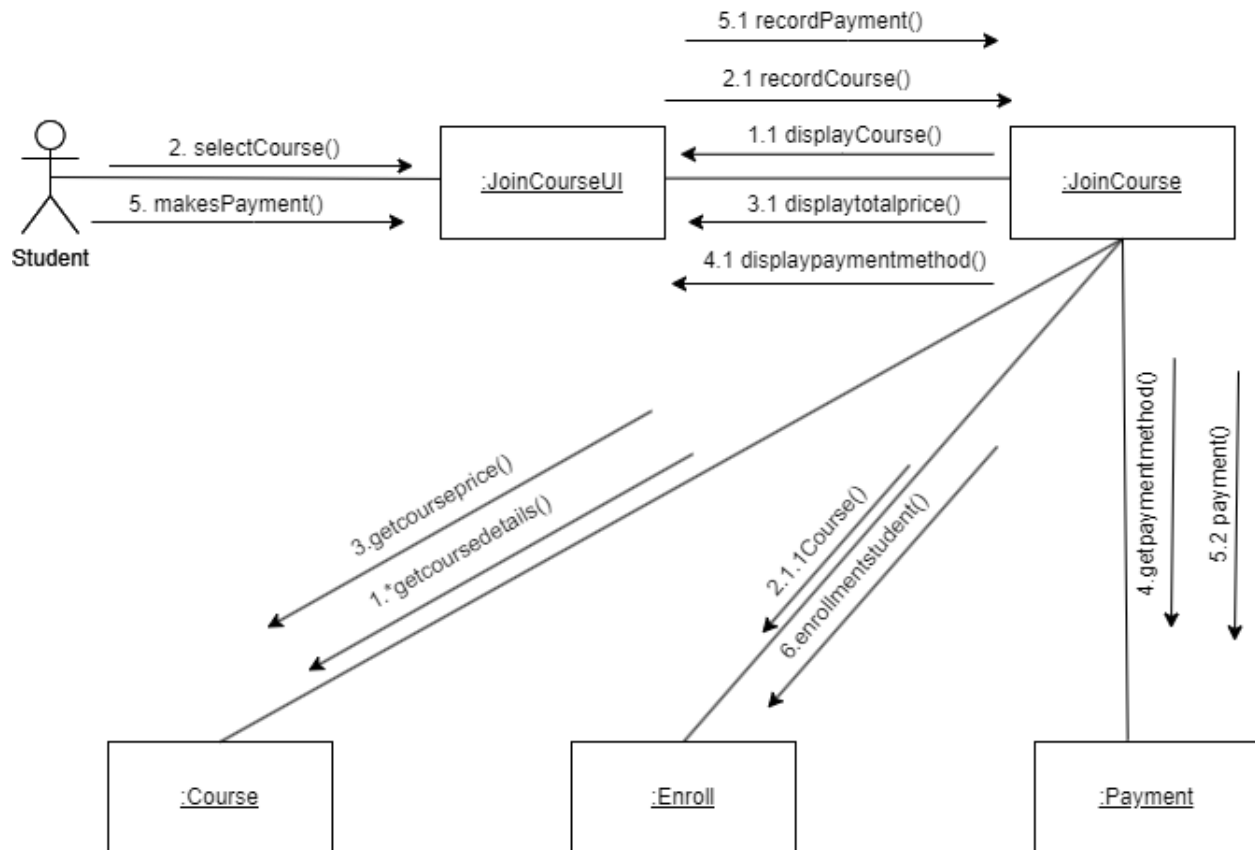 5.1 recordPayment()
2.1 recordCourse()
1.1 displayCourse()
2. selectCourse()
:JoinCourseUI
:JoinCourse
5. makesPayment()
3.1 displaytotalprice()
Student
4.1 displaypaymentmethod()
3.getcourseprice()
1.*getcoursedetails()
2.1.1Course()
6.enrollmentstudent()
4.getpaymentmethod()
5.2 payment()
:Course
:Enroll
:Payment